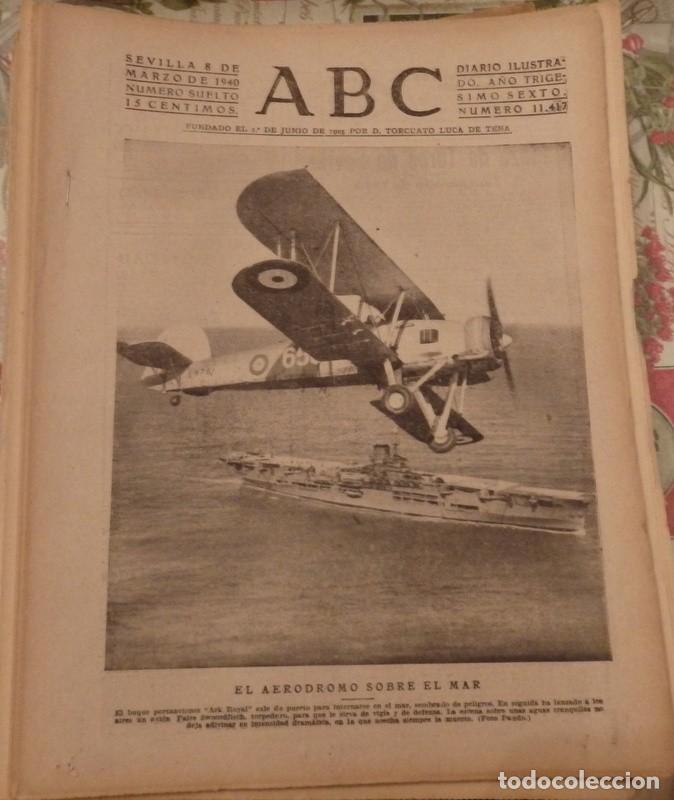 SEVILLA 8 DE
MARZO DE 1940
NUMERO SUELTO
15 CENTIMOS.
ABC
DIARIO ILUSTRA-
DO. AÑO TRIGE-
SIMO SEXTO.
NUMERO 11.417
FUNDADO EL 1.º DE JUNIO DE 1905 POR D. TORCUATO LUCA DE TENA
650
EL AERODROMO SOBRE EL MAR
El buque portaaviones "Ark Royal" sale de puerto para internarse en el mar, sembrado de peligros. En seguida ha lanzado a los
aires un avión torpedero, para que le sirva de vigía y de defensa. La escena sobre unas aguas tranquilas no
deja adivinar su intensidad dramática, en la que acecha siempre la muerte. (Foto
todocoleccion